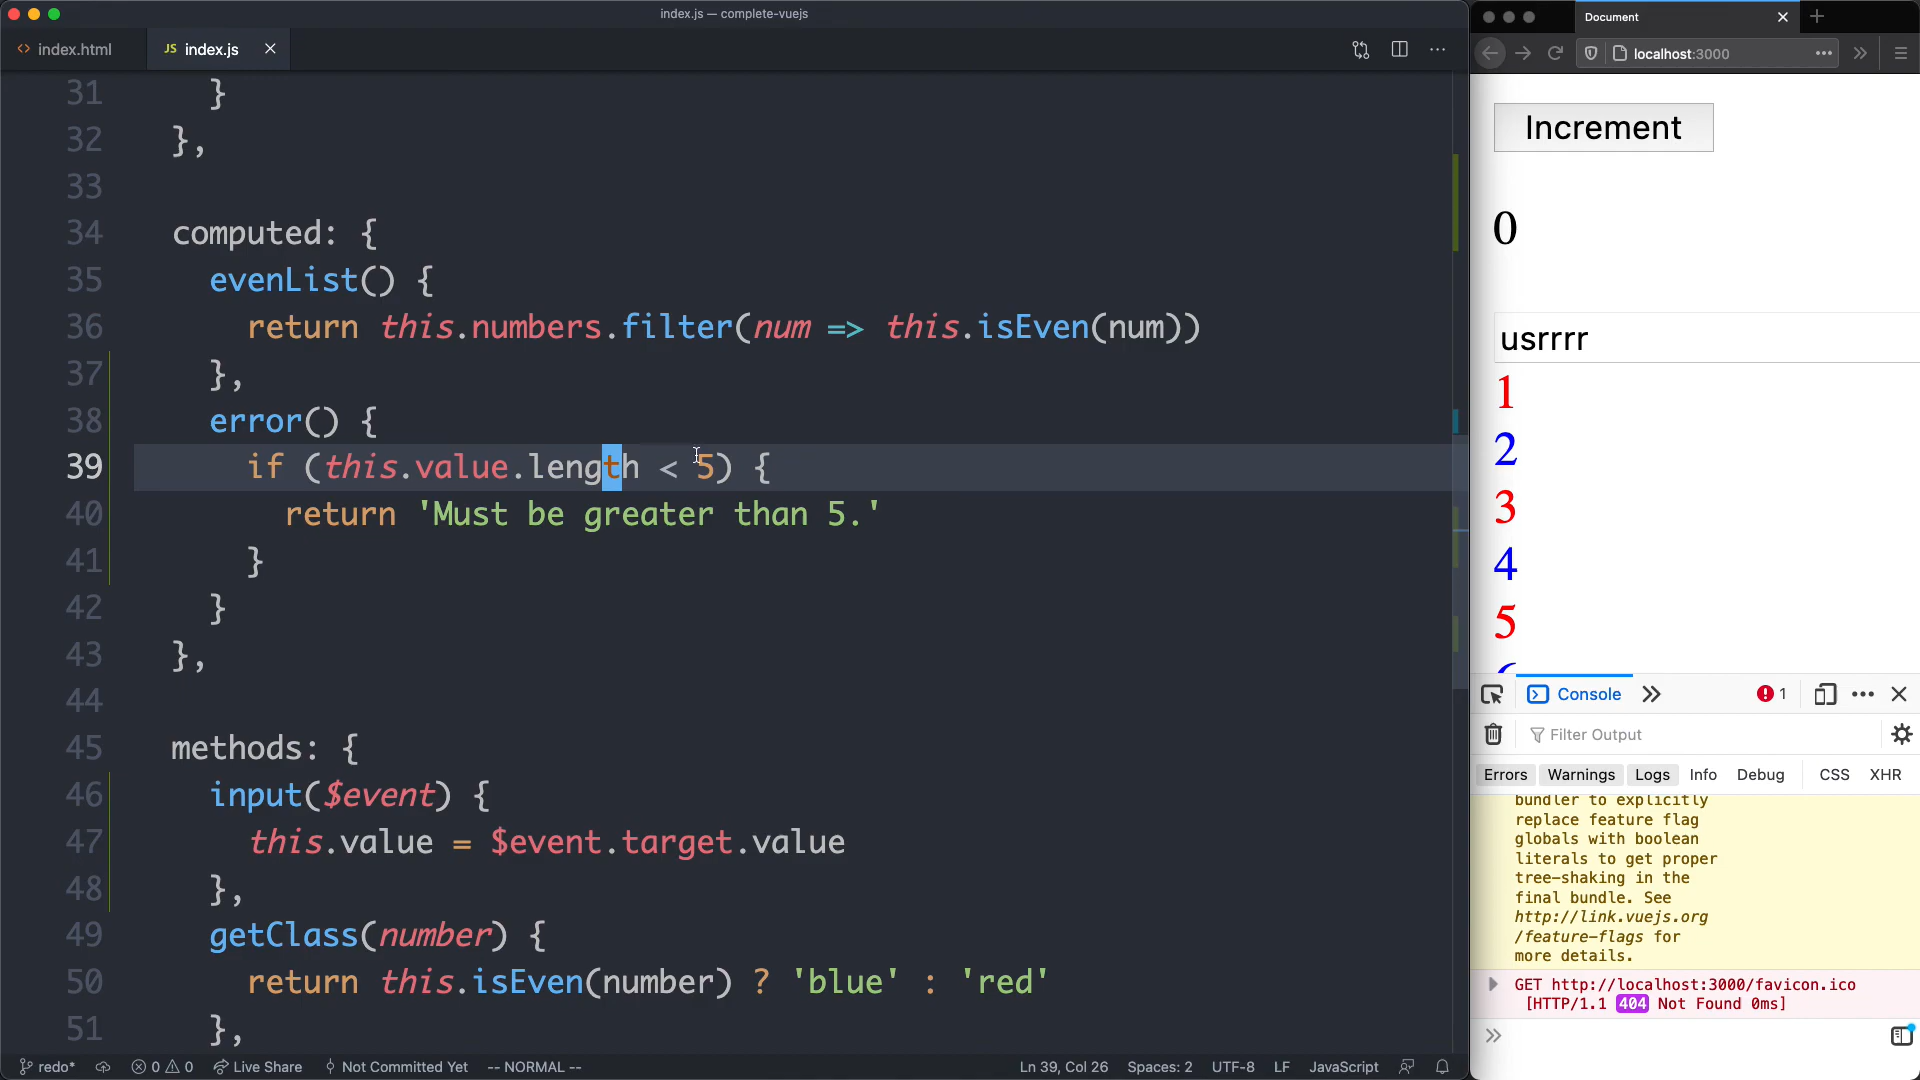 index.js — complete-vuejs
index.html
JS index.js
31 }
32 },
33
34 computed: {
35 evenList() {
36 return this.numbers.filter(num => this.isEven(num))
37 },
38 error() {
39 if (this.value.length < 5) {
40 return 'Must be greater than 5.'
41 }
42 }
43 },
44
45 methods: {
46 input($event) {
47 this.value = $event.target.value
48 },
49 getClass(number) {
50 return this.isEven(number) ? 'blue' : 'red'
51 },
redo* 0 0 Live Share Not Committed Yet -- NORMAL -- Ln 39, Col 26 Spaces: 2 UTF-8 LF JavaScript
Document
localhost:3000
Increment
0
usrrrr
1
2
3
4
5
Console 1
Filter Output
Errors Warnings Logs Info Debug CSS XHR
bundler to explicitly
replace feature flag
globals with boolean
literals to get proper
tree-shaking in the
final bundle. See
http://link.vuejs.org
/feature-flags for
more details.
GET http://localhost:3000/favicon.ico
[HTTP/1.1 404 Not Found 0ms]